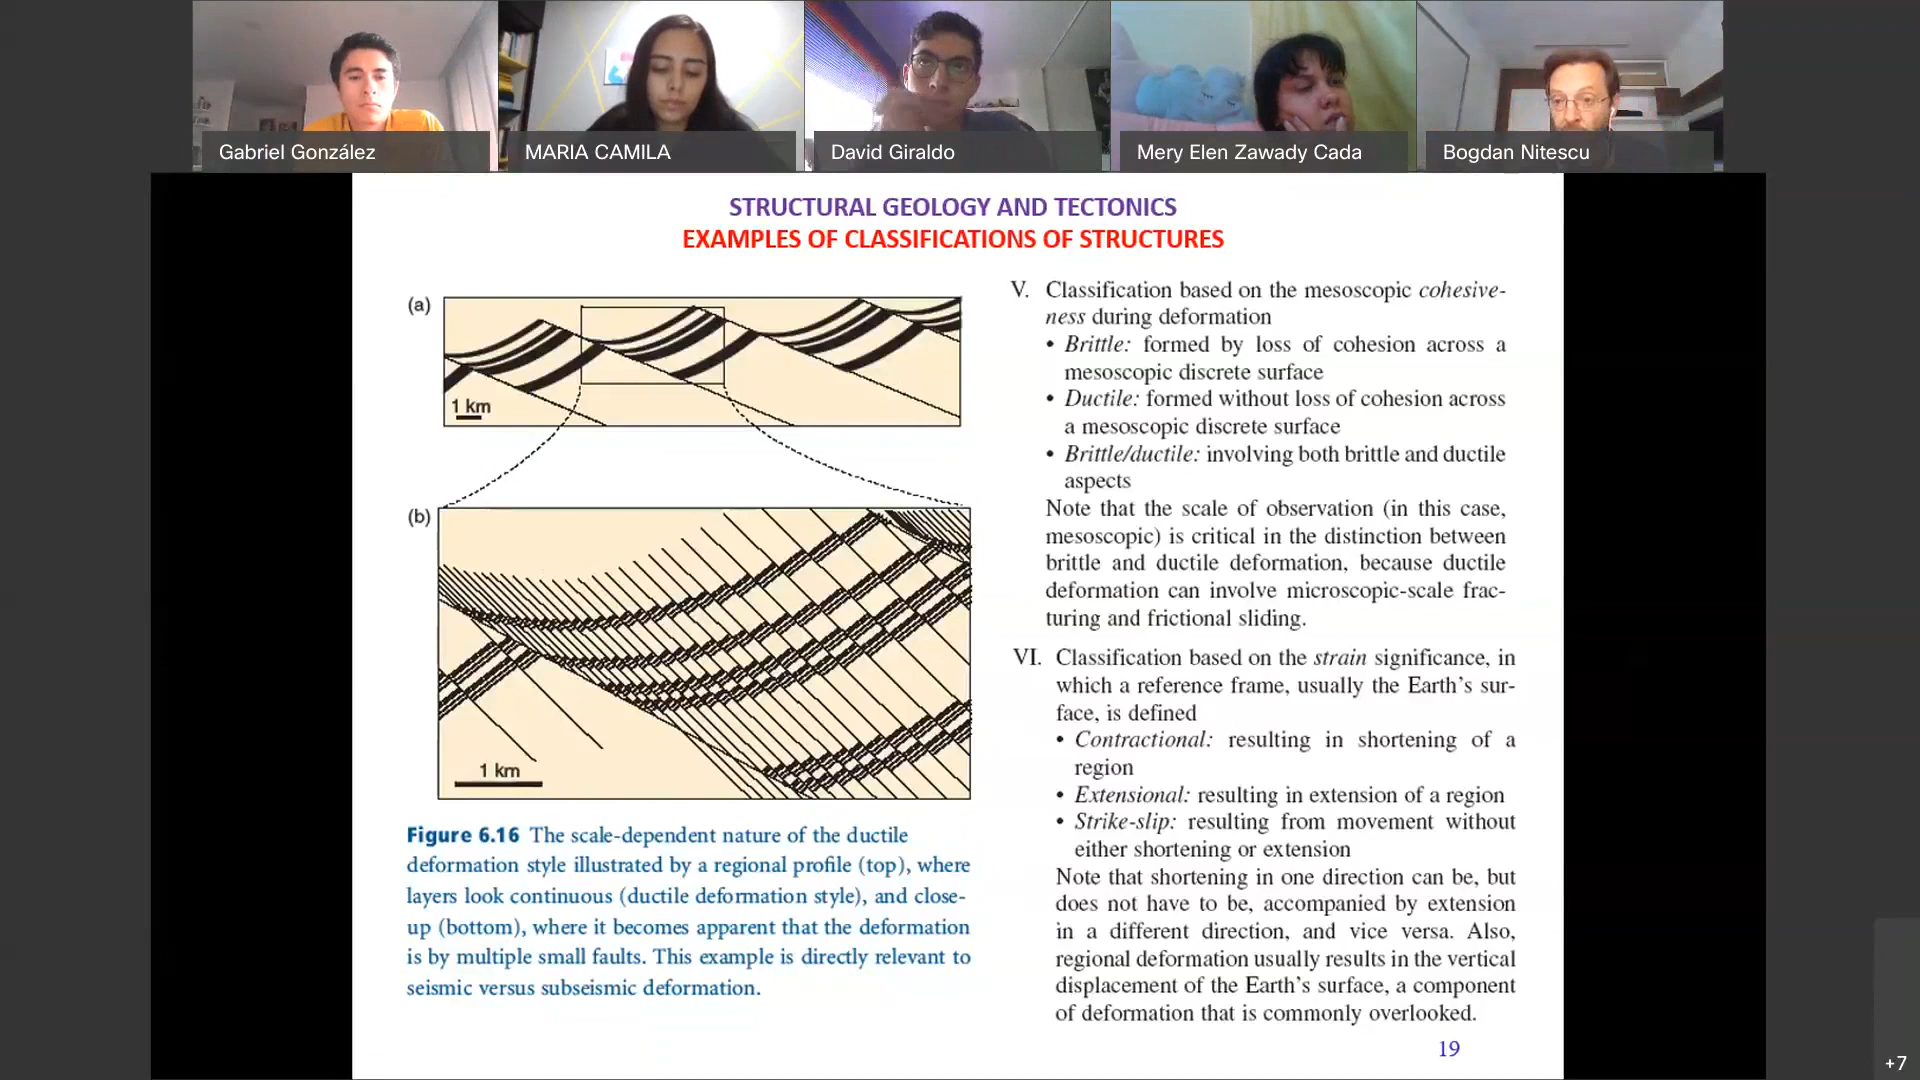 Gabriel González
MARIA CAMILA
David Giraldo
Mery Elen Zawady Cada
Bogdan Nitescu
STRUCTURAL GEOLOGY AND TECTONICS
EXAMPLES OF CLASSIFICATIONS OF STRUCTURES
(a)
1 km
(b)
1 km
Figure 6.16 The scale-dependent nature of the ductile
deformation style illustrated by a regional profile (top), where
layers look continuous (ductile deformation style), and close-
up (bottom), where it becomes apparent that the deformation
is by multiple small faults. This example is directly relevant to
seismic versus subseismic deformation.
V. Classification based on the mesoscopic cohesive-
ness during deformation
• Brittle: formed by loss of cohesion across a
mesoscopic discrete surface
• Ductile: formed without loss of cohesion across
a mesoscopic discrete surface
• Brittle/ductile: involving both brittle and ductile
aspects
Note that the scale of observation (in this case,
mesoscopic) is critical in the distinction between
brittle and ductile deformation, because ductile
deformation can involve microscopic-scale frac-
turing and frictional sliding.
VI. Classification based on the strain significance, in
which a reference frame, usually the Earth's sur-
face, is defined
• Contractional: resulting in shortening of a
region
• Extensional: resulting in extension of a region
• Strike-slip: resulting from movement without
either shortening or extension
Note that shortening in one direction can be, but
does not have to be, accompanied by extension
in a different direction, and vice versa. Also,
regional deformation usually results in the vertical
displacement of the Earth's surface, a component
of deformation that is commonly overlooked.
19
+7